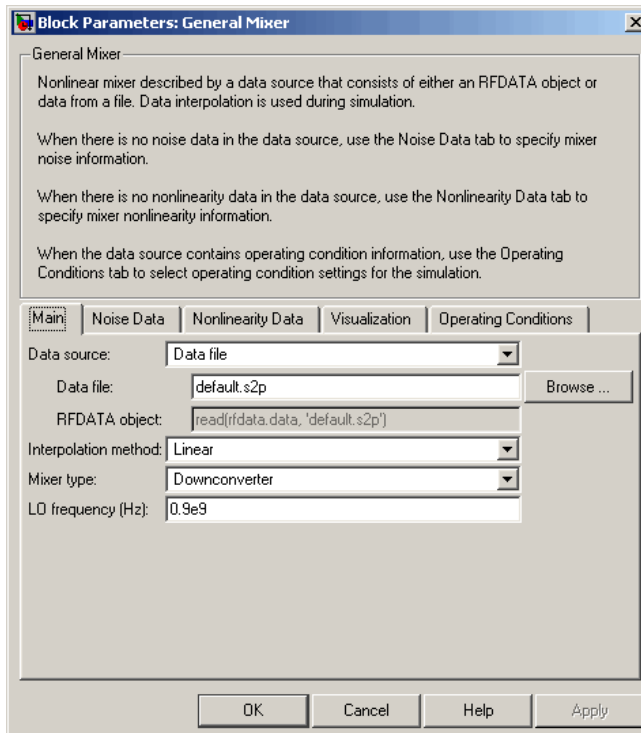 Block Parameters: General Mixer
General Mixer
Nonlinear mixer described by a data source that consists of either an RFDATA object or
data from a file. Data interpolation is used during simulation.
When there is no noise data in the data source, use the Noise Data tab to specify mixer
noise information.
When there is no nonlinearity data in the data source, use the Nonlinearity Data tab to
specify mixer nonlinearity information.
When the data source contains operating condition information, use the Operating
Conditions tab to select operating condition settings for the simulation.
Main Noise Data Nonlinearity Data Visualization Operating Conditions
Data source: Data file
Data file: default.s2p Browse ...
RFDATA object: read(rfdata.data, 'default.s2p')
Interpolation method: Linear
Mixer type: Downconverter
LO frequency (Hz): 0.9e9
OK Cancel Help Apply